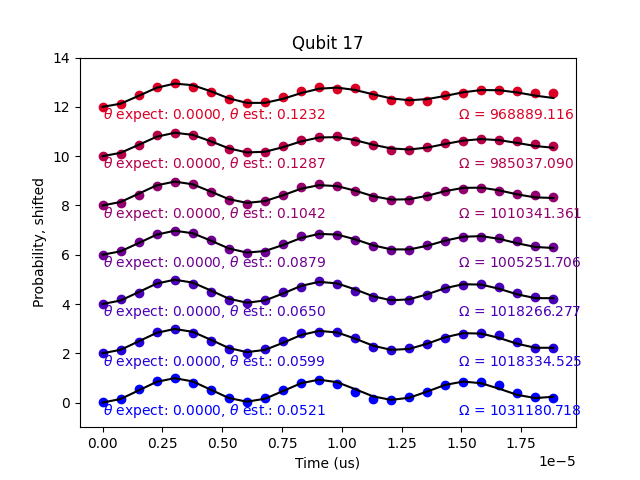 Qubit 17
14
12
10
8
6
4
2
0
Probability, shifted
θ expect: 0.0000, θ est.: 0.1232 Ω = 968889.116
θ expect: 0.0000, θ est.: 0.1287 Ω = 985037.090
θ expect: 0.0000, θ est.: 0.1042 Ω = 1010341.361
θ expect: 0.0000, θ est.: 0.0879 Ω = 1005251.706
θ expect: 0.0000, θ est.: 0.0650 Ω = 1018266.277
θ expect: 0.0000, θ est.: 0.0599 Ω = 1018334.525
θ expect: 0.0000, θ est.: 0.0521 Ω = 1031180.718
0.00 0.25 0.50 0.75 1.00 1.25 1.50 1.75
Time (us)
1e−5